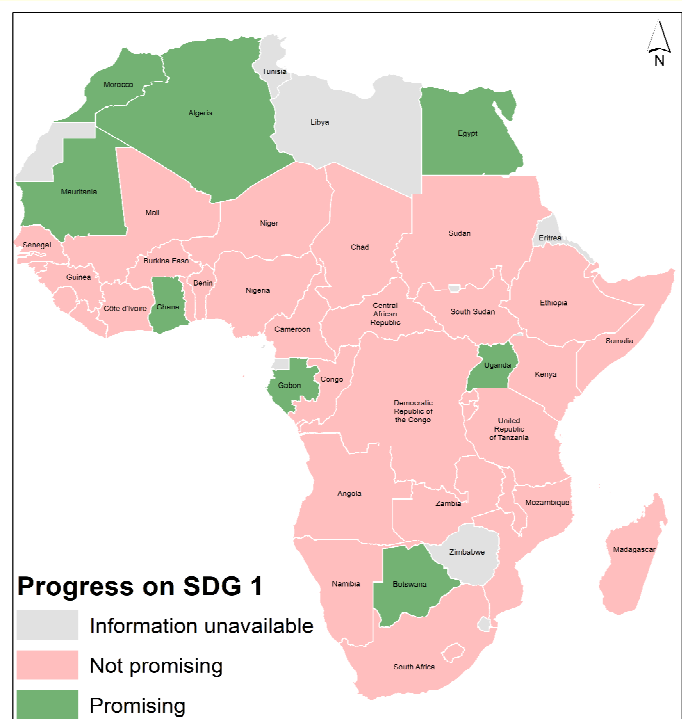 N
Tunisia
Morocco
Algeria
Libya
Egypt
Mauritania
Mali
Niger
Chad
Sudan
Eritrea
Senegal
Burkina Faso
Guinea
Benin
Nigeria
Côte d'Ivoire
Ghana
Ethiopia
Central
African
Republic
South Sudan
Cameroon
Somalia
Uganda
Kenya
Gabon
Congo
Democratic
Republic of
the Congo
United
Republic
of Tanzania
Angola
Zambia
Mozambique
Zimbabwe
Madagascar
Namibia
Botswana
South Africa
Progress on SDG 1
Information unavailable
Not promising
Promising